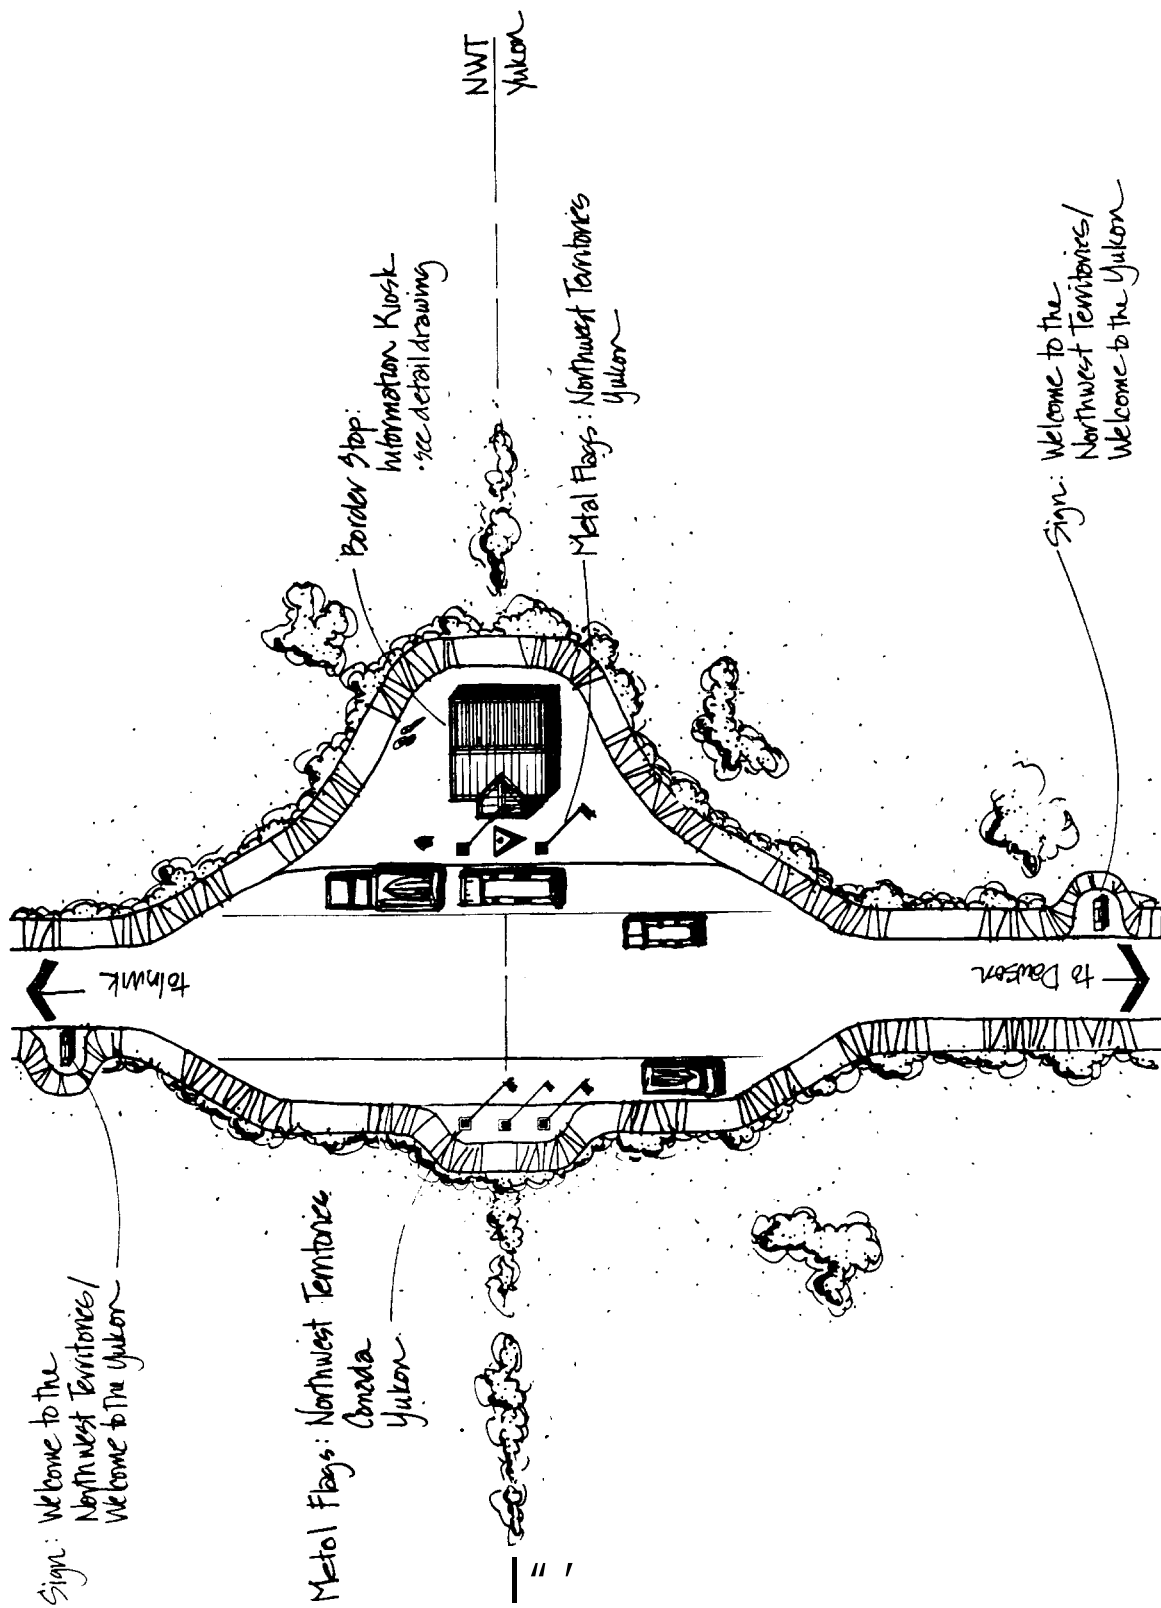 Sign: Welcome to the
Northwest Territories/
Welcome to the Yukon
Metal Flags: Northwest Territories
Canada
Yukon
Border Stop:
Information Kiosk
· see detail drawing
NWT
Yukon
Metal Flags: Northwest Territories
Yukon
Sign: Welcome to the
Northwest Territories/
Welcome to the Yukon
to Inuvik
to Dawson